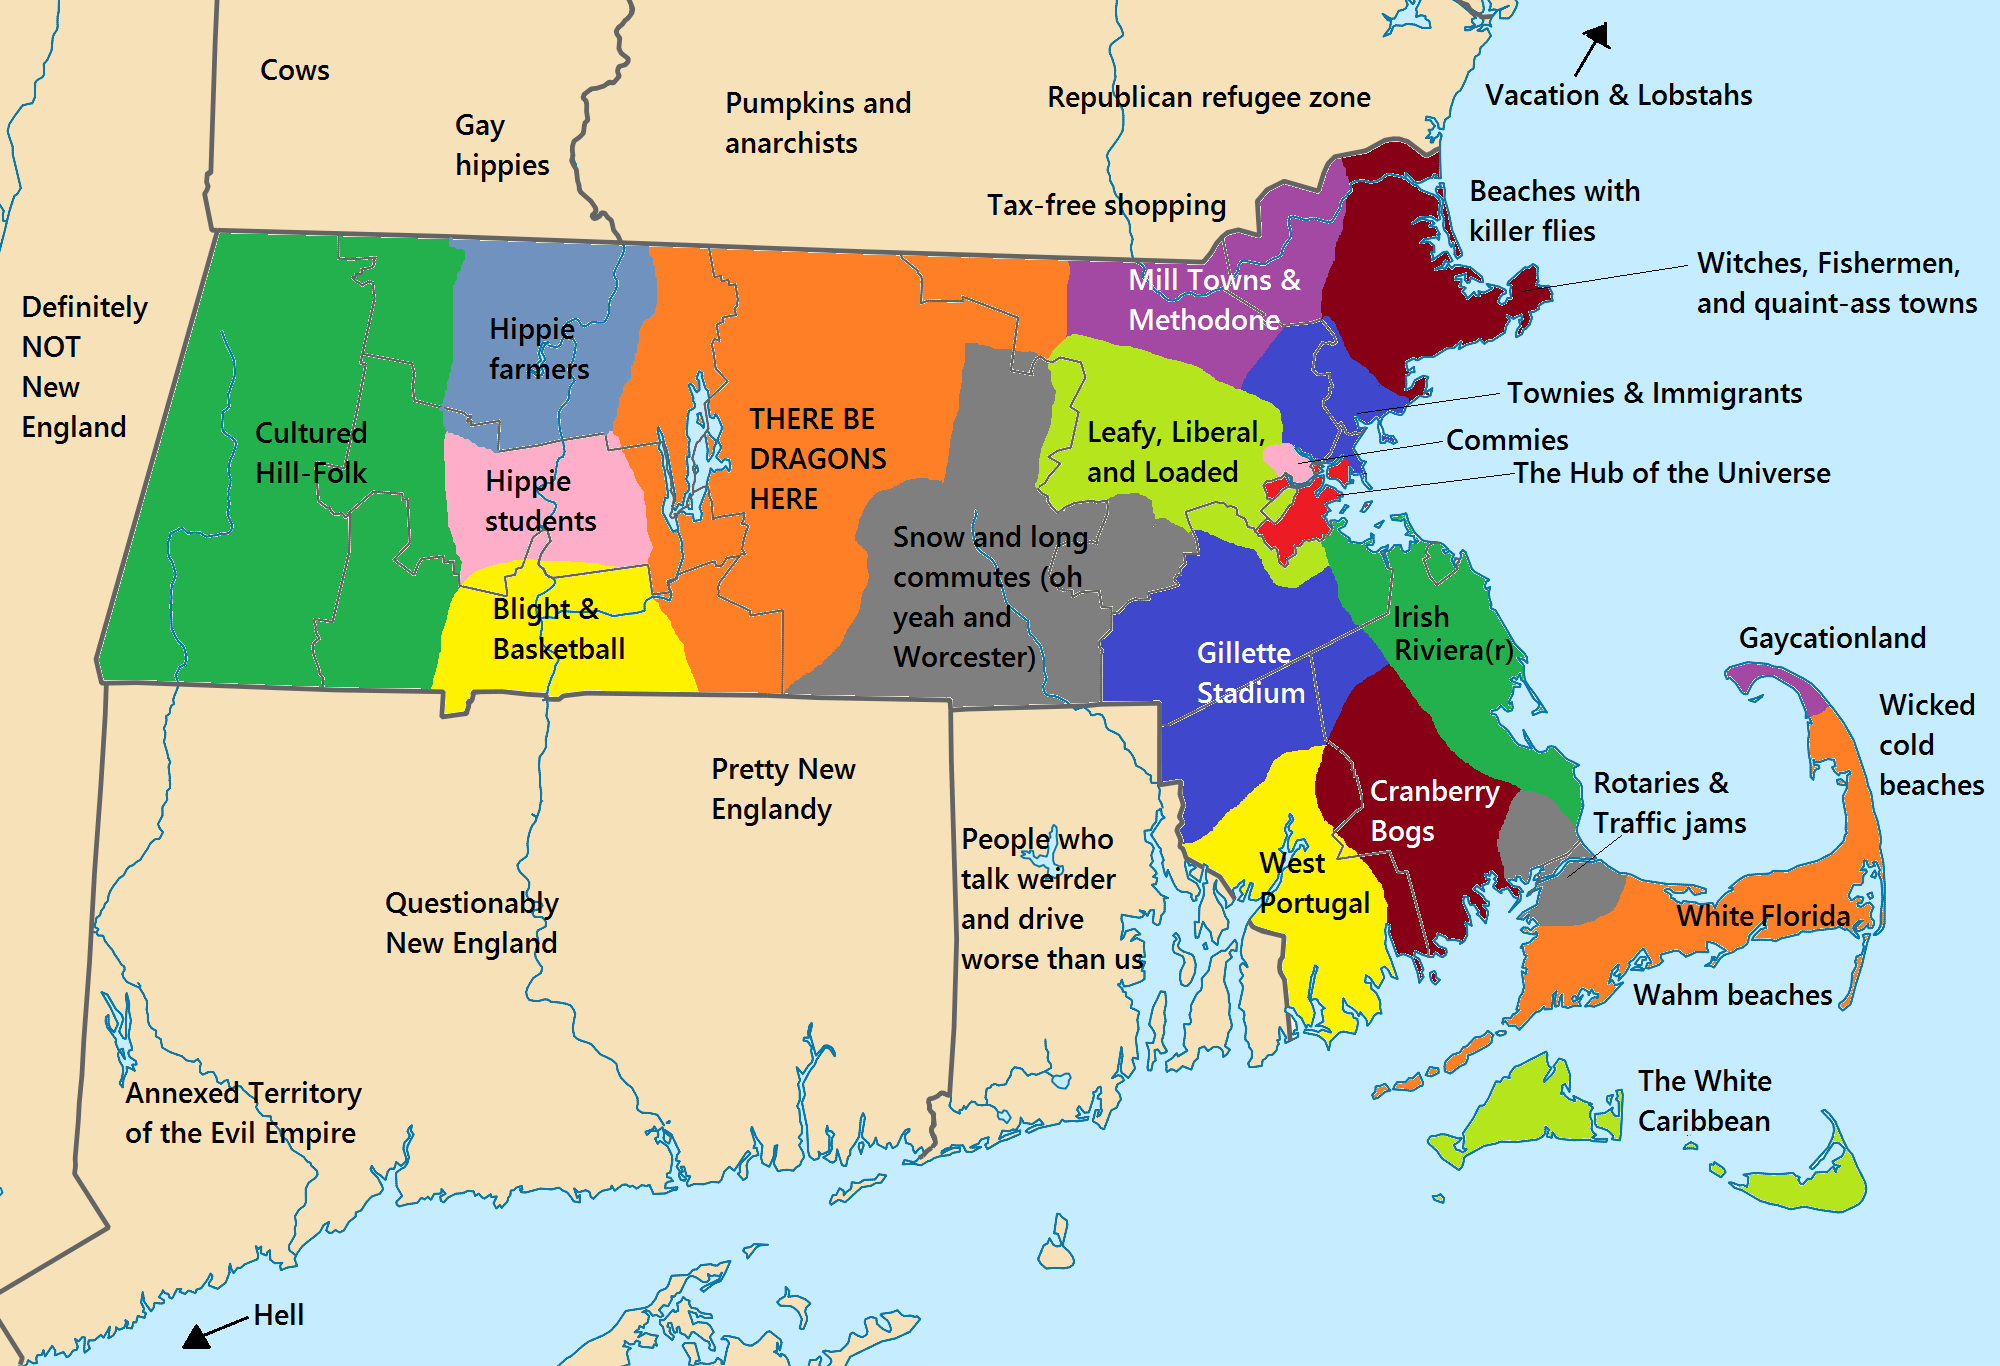 Cows
Gay
hippies
Pumpkins and
anarchists
Republican refugee zone
Tax-free shopping
Vacation & Lobstahs
Beaches with
killer flies
Witches, Fishermen,
and quaint-ass towns
Definitely
NOT
New
England
Cultured
Hill-Folk
Hippie
farmers
Hippie
students
Blight &
Basketball
THERE BE
DRAGONS
HERE
Mill Towns &
Methodone
Leafy, Liberal,
and Loaded
Townies & Immigrants
Commies
The Hub of the Universe
Snow and long
commutes (oh
yeah and
Worcester)
Gillette
Stadium
Irish
Riviera(r)
Gaycationland
Wicked
cold
beaches
Rotaries &
Traffic jams
Cranberry
Bogs
West
Portugal
White Florida
Wahm beaches
The White
Caribbean
Pretty New
Englandy
Questionably
New England
People who
talk weirder
and drive
worse than us
Annexed Territory
of the Evil Empire
Hell